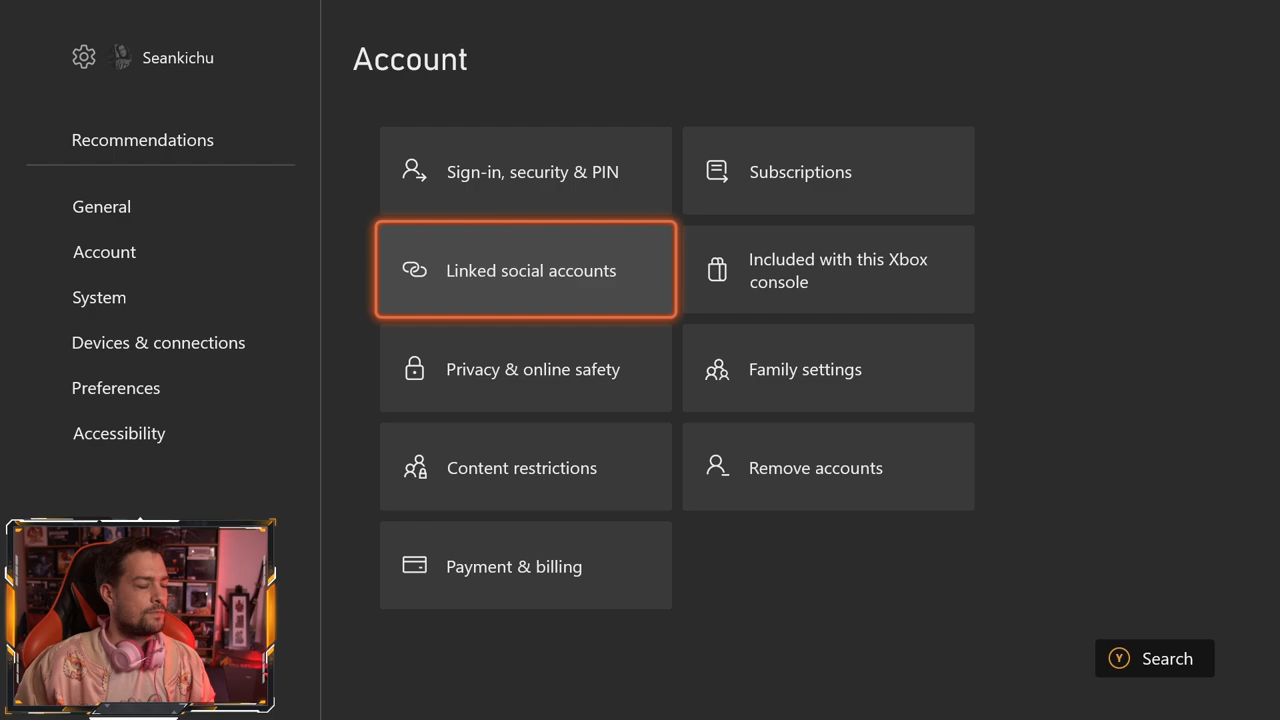 Seankichu
Recommendations
General
Account
System
Devices & connections
Preferences
Accessibility
Account
Sign-in, security & PIN
Subscriptions
Linked social accounts
Included with this Xbox
console
Privacy & online safety
Family settings
Content restrictions
Remove accounts
Payment & billing
Y Search